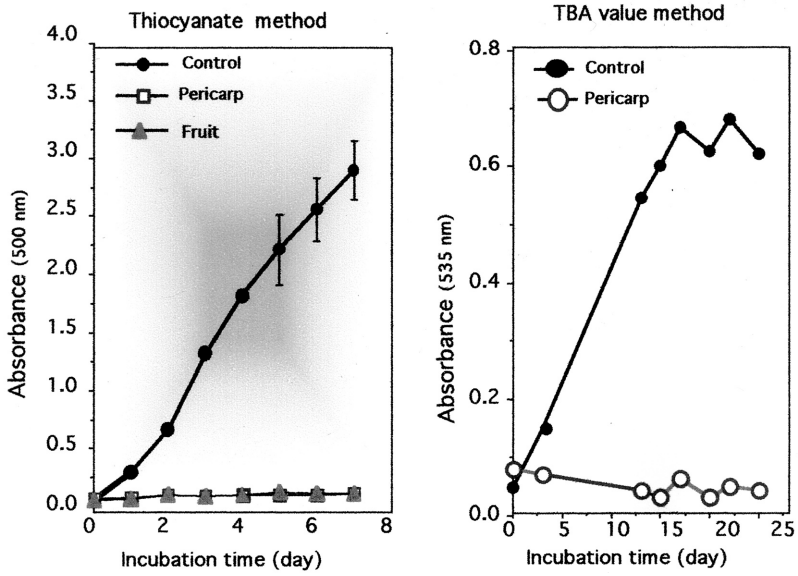 Thiocyanate method
4.0
3.5
3.0
2.5
2.0
1.5
1.0
0.5
0.0
Absorbance (500 nm)
Control
Pericarp
Fruit
0 2 4 6 8
Incubation time (day)
TBA value method
0.8
0.6
0.4
0.2
0.0
Absorbance (535 nm)
Control
Pericarp
0 5 10 15 20 25
Incubation time (day)